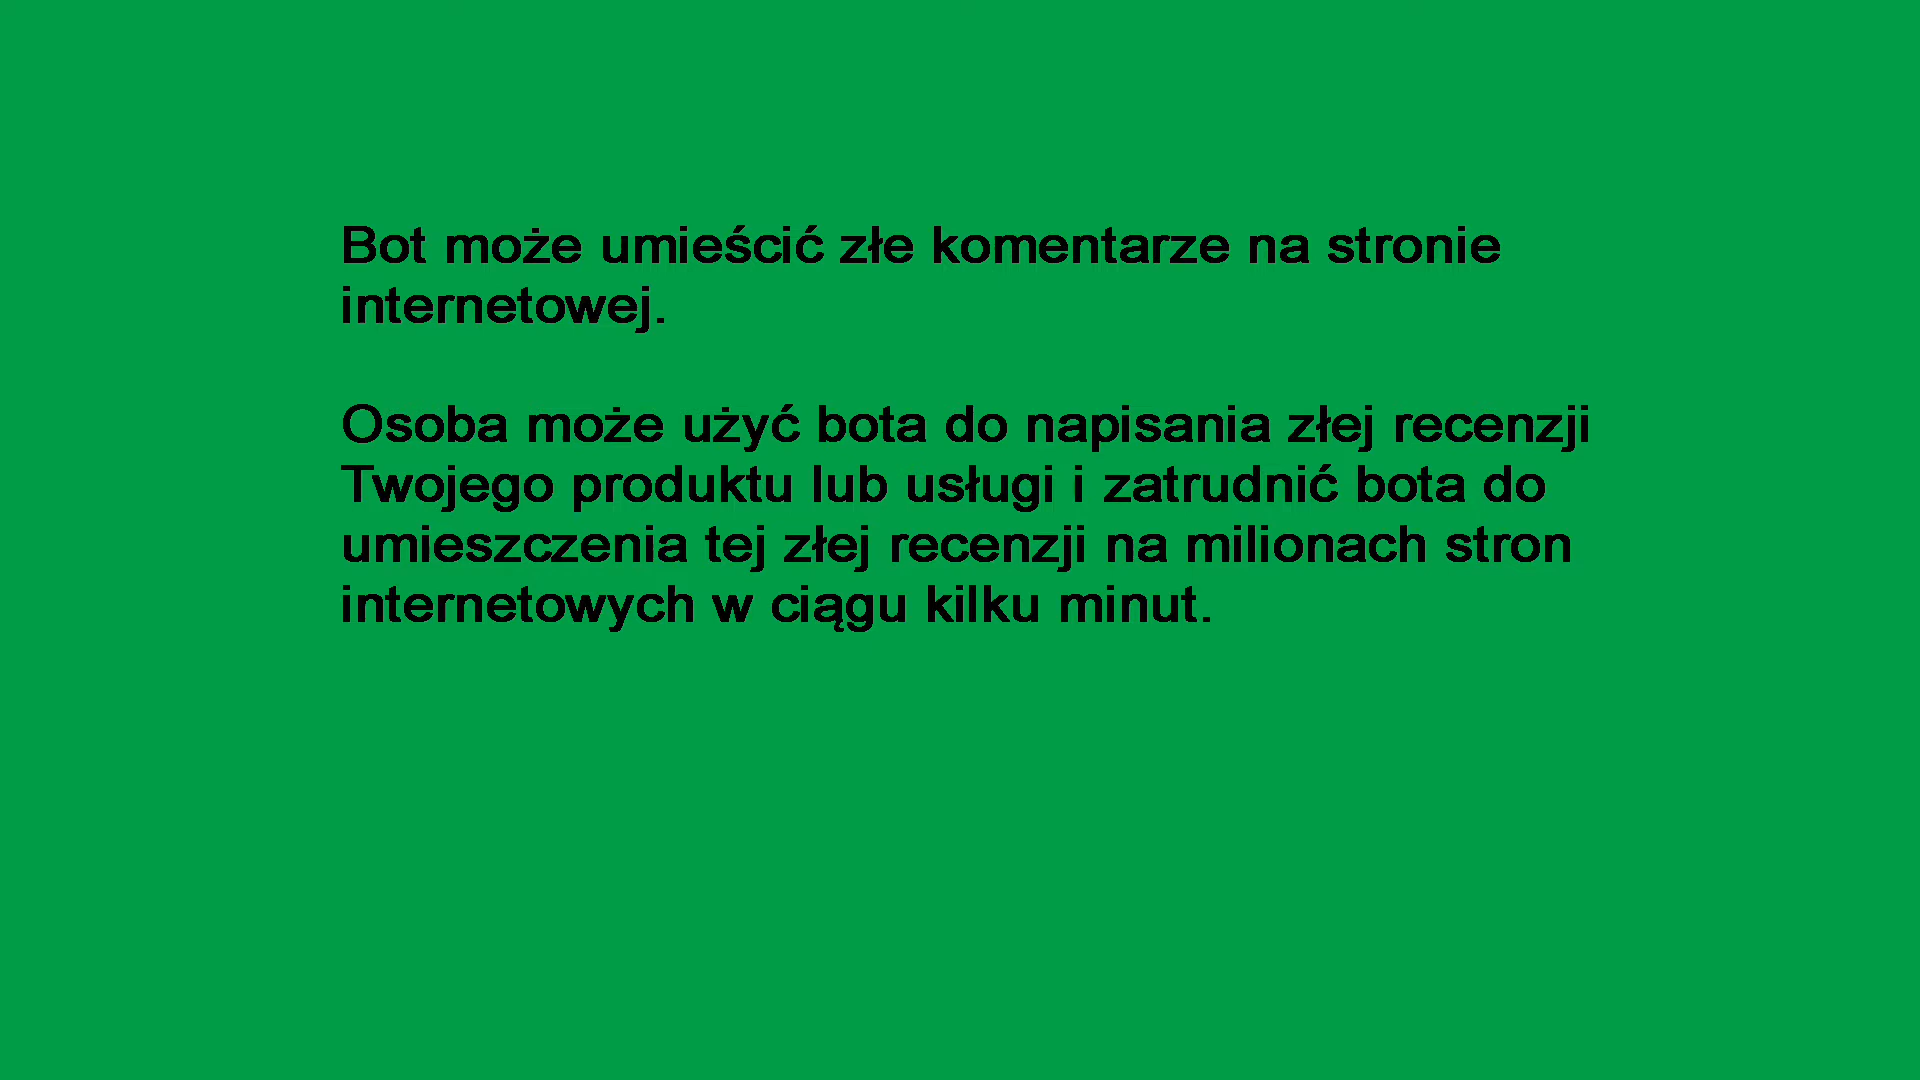 Bot może umieścić złe komentarze na stronie
internetowej.
Osoba może użyć bota do napisania złej recenzji
Twojego produktu lub usługi i zatrudnić bota do
umieszczenia tej złej recenzji na milionach stron
internetowych w ciągu kilku minut.